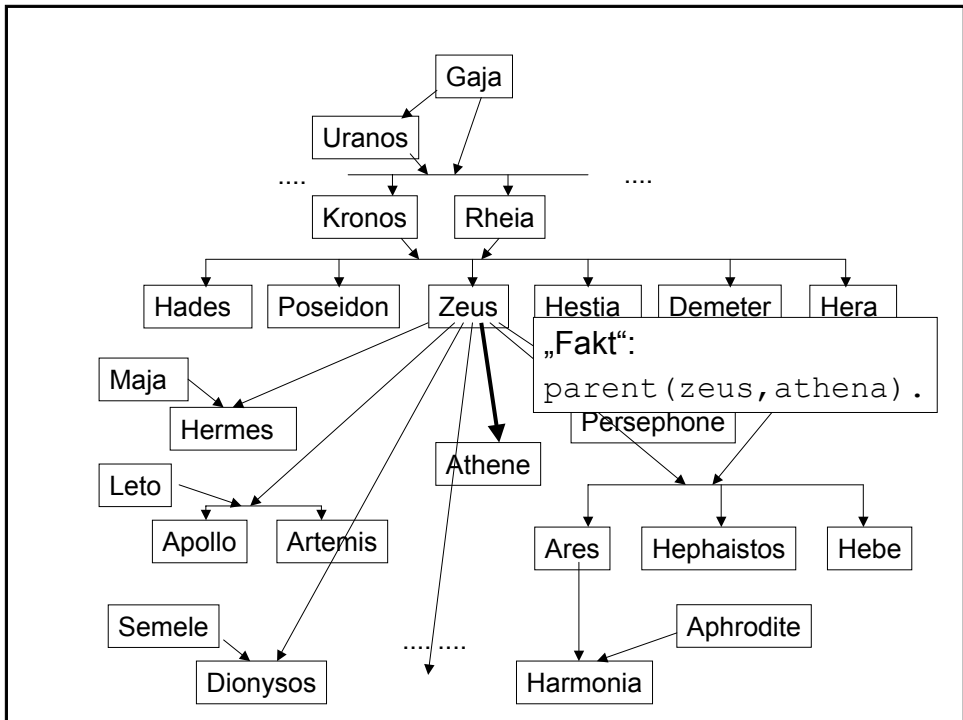 Gaja
Uranos
.... ....
Kronos Rheia
Hades Poseidon Zeus Hestia Demeter Hera
„Fakt“:
parent(zeus,athena).
Maja
Hermes
Persephone
Athene
Leto
Apollo Artemis Ares Hephaistos Hebe
Semele Aphrodite
.... ....
Dionysos Harmonia